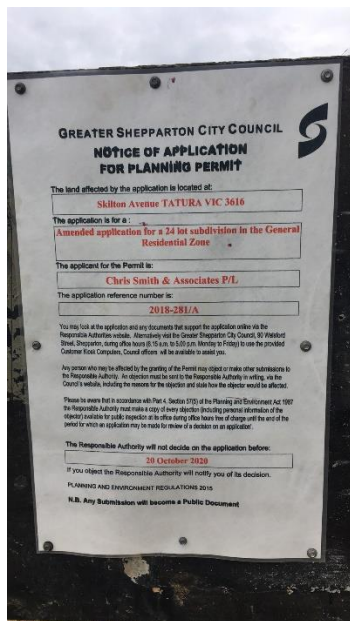 GREATER SHEPPARTON CITY COUNCIL
NOTICE OF APPLICATION
FOR PLANNING PERMIT
The land affected by the application is located at:
Skilton Avenue TATURA VIC 3616
The application is for a :
Amended application for a 24 lot subdivision in the General
Residential Zone
The applicant for the Permit is:
Chris Smith & Associates P/L
The application reference number is:
2018-281/A
You may look at the application and any documents that support the application online via the
Responsible Authorities website. Alternatively visit the Greater Shepparton City Council, 90 Welsford
Street, Shepparton, during office hours (8.15 a.m. to 5.00 p.m. Monday to Friday) to use the provided
Customer Kiosk Computers, Council officers will be available to assist you.
Any person who may be affected by the granting of the Permit may object or make other submissions to
the Responsible Authority. An objection must be sent to the Responsible Authority in writing, via the
Council's website, including the reasons for the objection and state how the objector would be affected.
Please be aware that in accordance with Part 4, Section 57(5) of the Planning and Environment Act 1987
the Responsible Authority must make a copy of every objection (including personal information of the
objector) available for public inspection at its office during office hours free of charge until the end of the
period for which an application may be made for review of a decision on an application'.
The Responsible Authority will not decide on the application before:
20 October 2020
If you object the Responsible Authority will notify you of its decision.
PLANNING AND ENVIRONMENT REGULATIONS 2015
N.B. Any Submission will become a Public Document